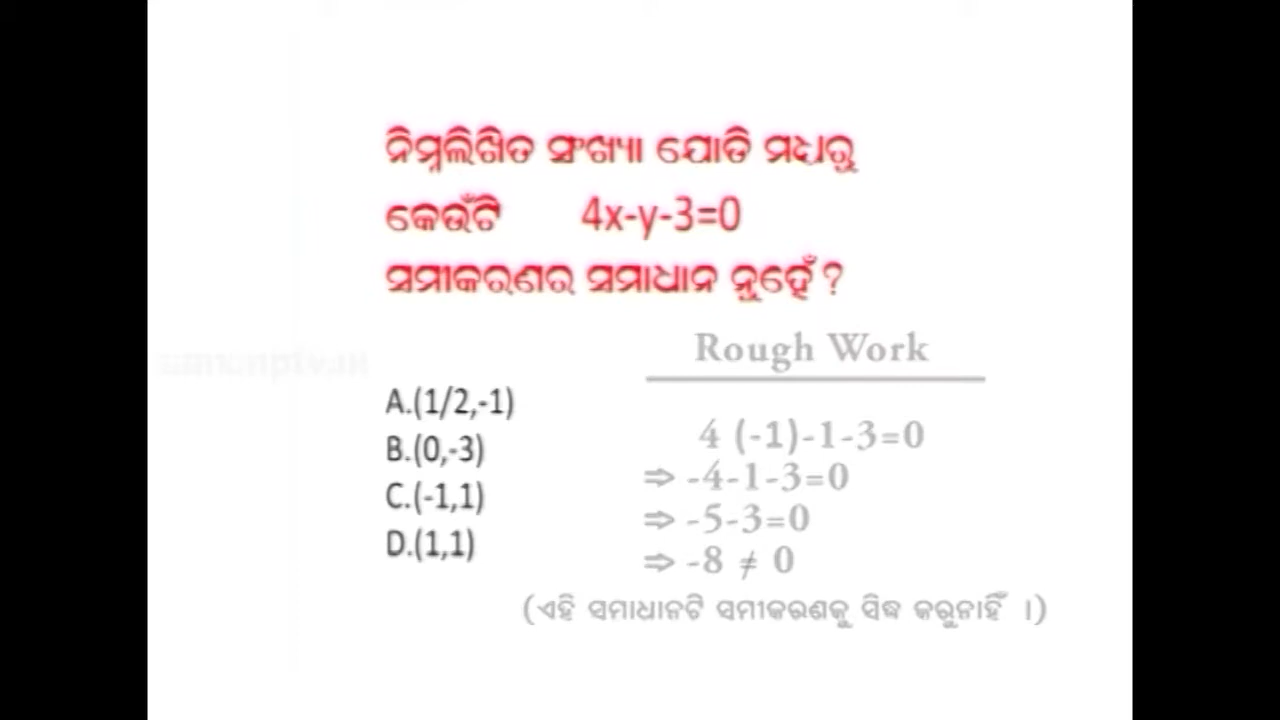 ନିମ୍ନଲିଖିତ ସଂଖ୍ୟା ଯୋଡି ମଧ୍ୟରୁ
କେଉଁଟି 4x-y-3=0
ସମୀକରଣର ସମାଧାନ ନୁହେଁ ?
Rough Work
A.(1/2,-1)
B.(0,-3)
C.(-1,1)
D.(1,1)
4 (-1)-1-3=0
⇒ -4-1-3=0
⇒ -5-3=0
⇒ -8 ≠ 0
(ଏହି ସମାଧାନଟି ସମୀକରଣକୁ ସିଦ୍ଧ କରୁନାହିଁ ।)